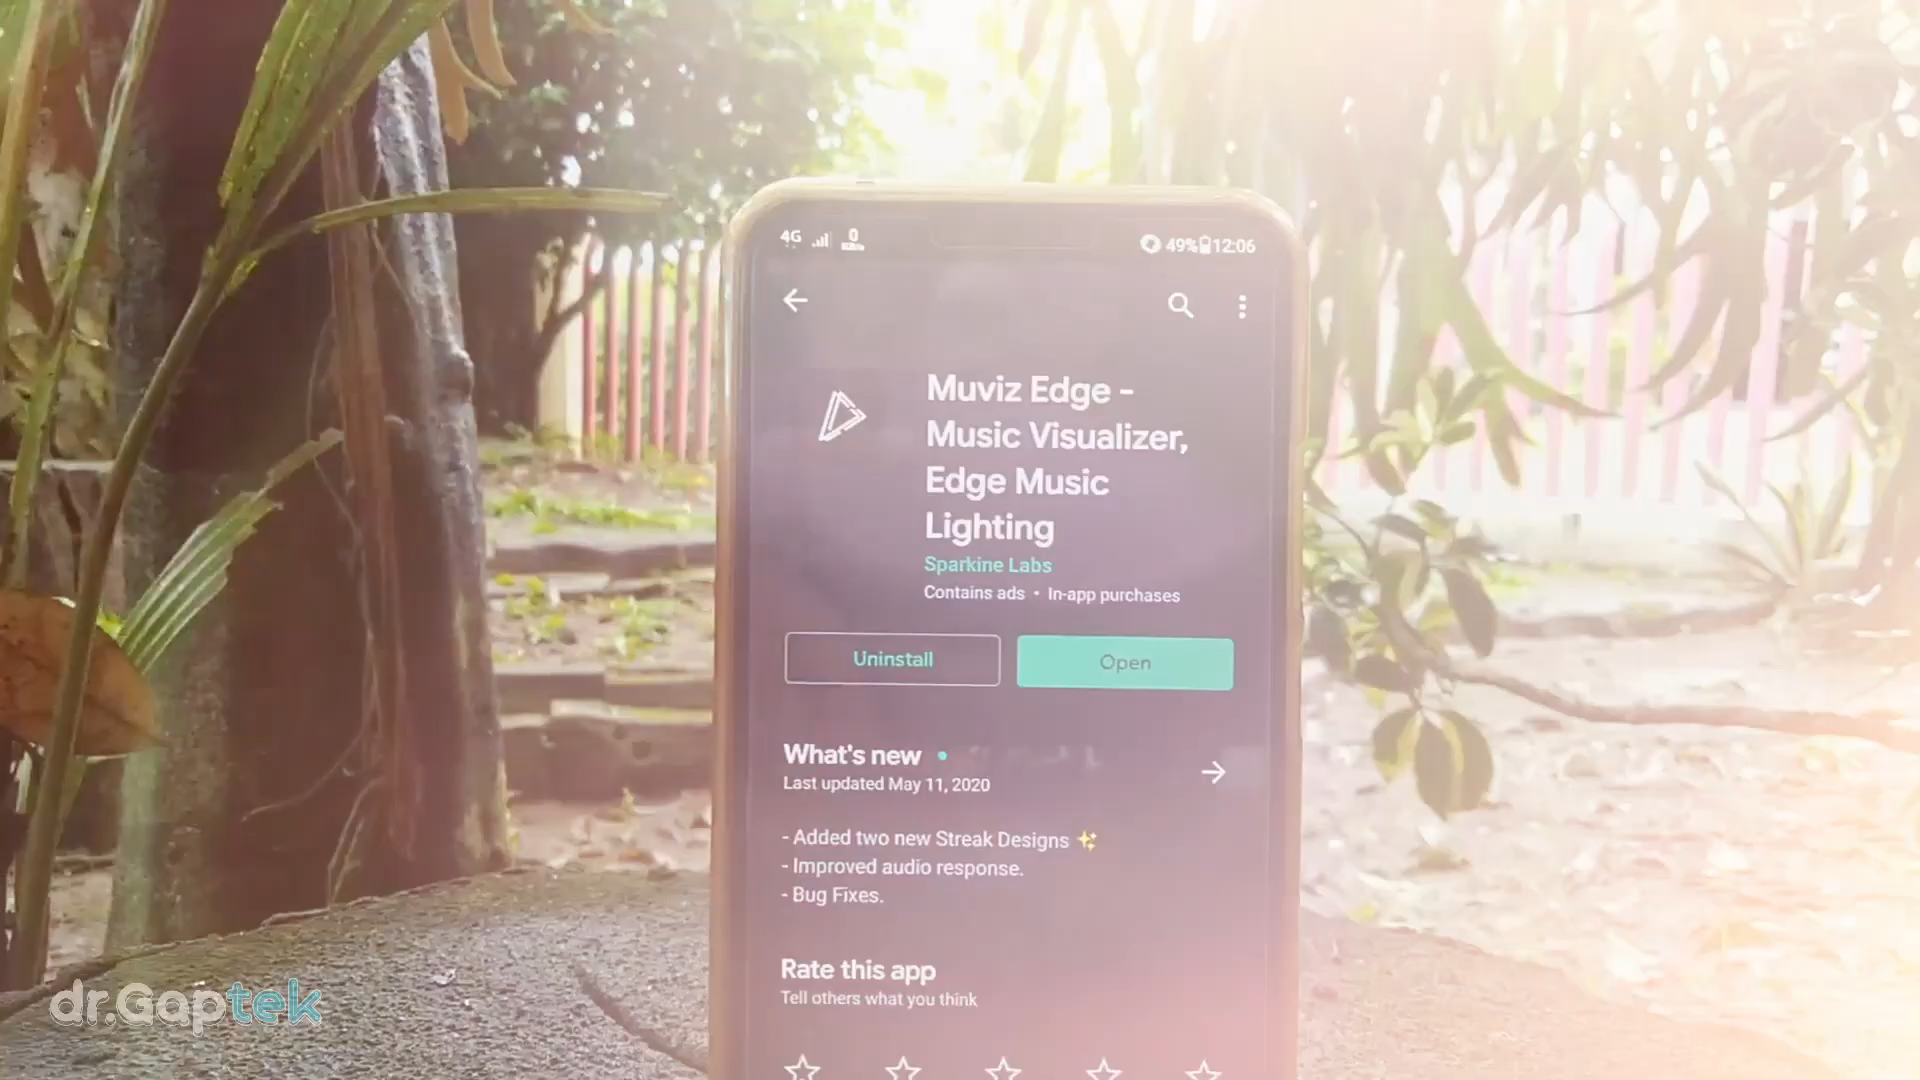 4G 0 49% 12:06
Muviz Edge -
Music Visualizer,
Edge Music
Lighting
Sparkine Labs
Contains ads • In-app purchases
Uninstall Open
What's new
Last updated May 11, 2020
- Added two new Streak Designs ✨
- Improved audio response.
- Bug Fixes.
Rate this app
Tell others what you think
dr.Gaptek